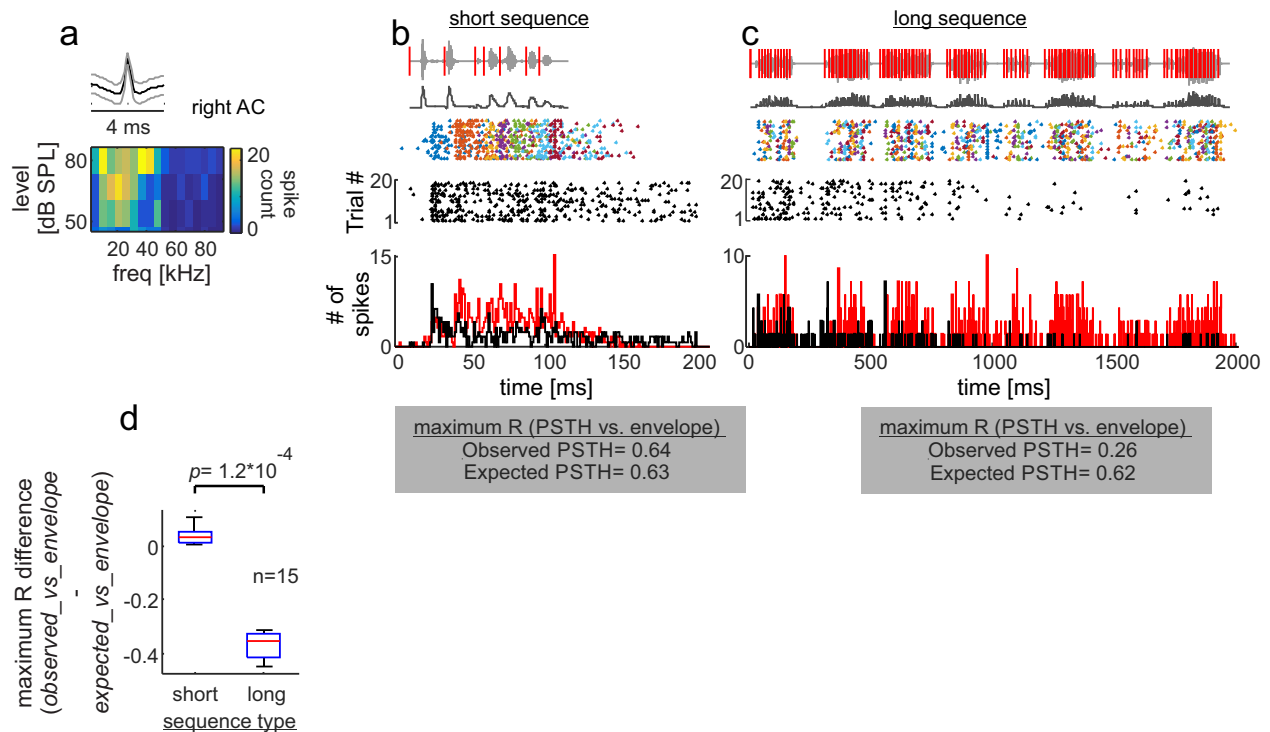 a
4 ms
right AC
level
[dB SPL]
80
50
20 40 60 80
freq [kHz]
20
0
spike
count
b
short sequence
Trial #
20
1
# of
spikes
15
0
0 50 100 150 200
time [ms]
maximum R (PSTH vs. envelope)
Observed PSTH= 0.64
Expected PSTH= 0.63
c
long sequence
20
1
10
0
0 500 1000 1500 2000
time [ms]
maximum R (PSTH vs. envelope)
Observed PSTH= 0.26
Expected PSTH= 0.62
d
p= 1.2*10-4
maximum R difference
(observed_vs_envelope
-
expected_vs_envelope)
0
-0.2
-0.4
n=15
short long
sequence type